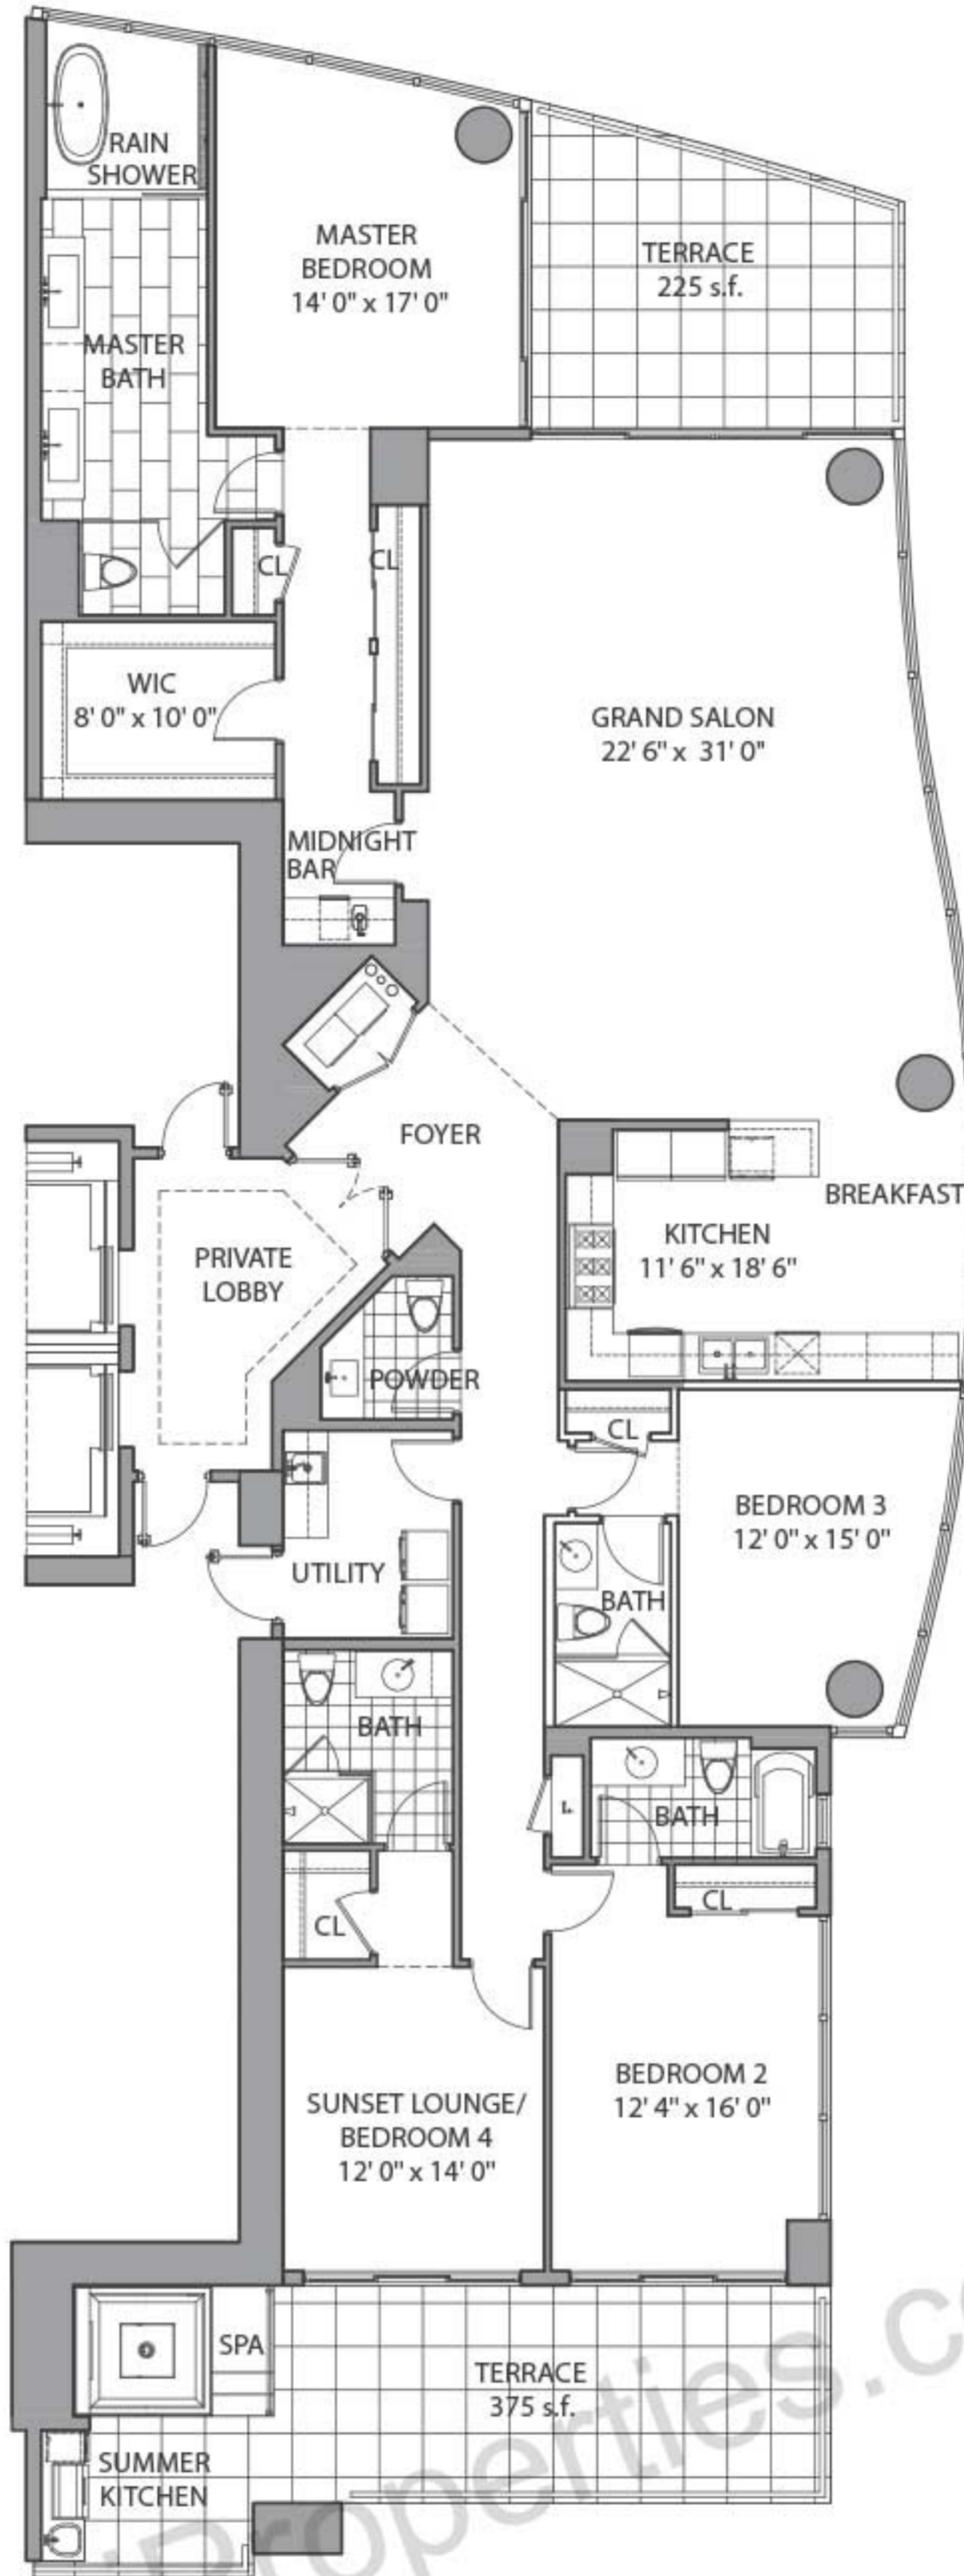 RAIN
SHOWER
MASTER
BEDROOM
14' 0" x 17' 0"
TERRACE
225 s.f.
MASTER
BATH
CL
CL
WIC
8' 0" x 10' 0"
GRAND SALON
22' 6" x 31' 0"
MIDNIGHT
BAR
FOYER
BREAKFAST
KITCHEN
11' 6" x 18' 6"
PRIVATE
LOBBY
POWDER
CL
BEDROOM 3
12' 0" x 15' 0"
UTILITY
BATH
BATH
BATH
CL
CL
BEDROOM 2
12' 4" x 16' 0"
SUNSET LOUNGE/
BEDROOM 4
12' 0" x 14' 0"
SPA
TERRACE
375 s.f.
SUMMER
KITCHEN
Properties.c